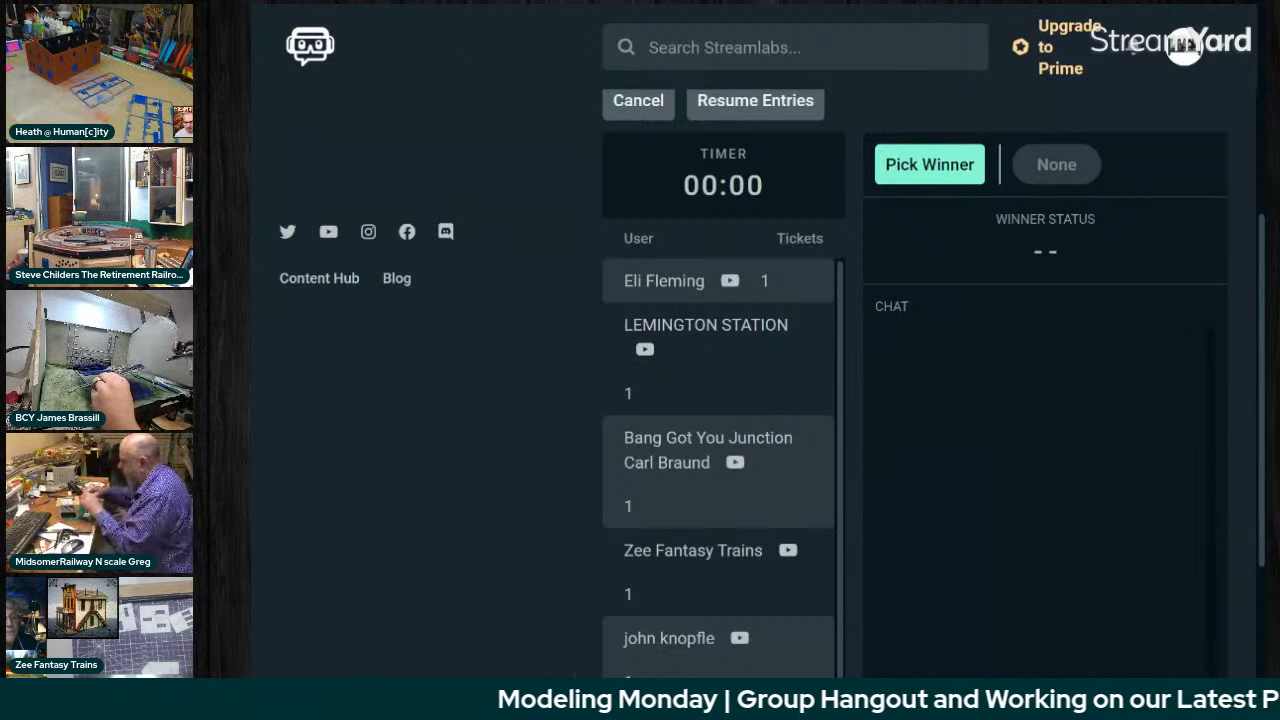 Heath @ Human[c]ity
Steve Childers The Retirement Railro...
BCY James Brassill
MidsomerRailway N scale Greg
Zee Fantasy Trains
Search Streamlabs...
Upgrade
to
Prime
StreamYard
Cancel
Resume Entries
TIMER
00:00
Pick Winner
None
WINNER STATUS
- -
User
Tickets
Content Hub
Blog
Eli Fleming
1
LEMINGTON STATION
1
CHAT
Bang Got You Junction
Carl Braund
1
Zee Fantasy Trains
1
john knopfle
Modeling Monday | Group Hangout and Working on our Latest P